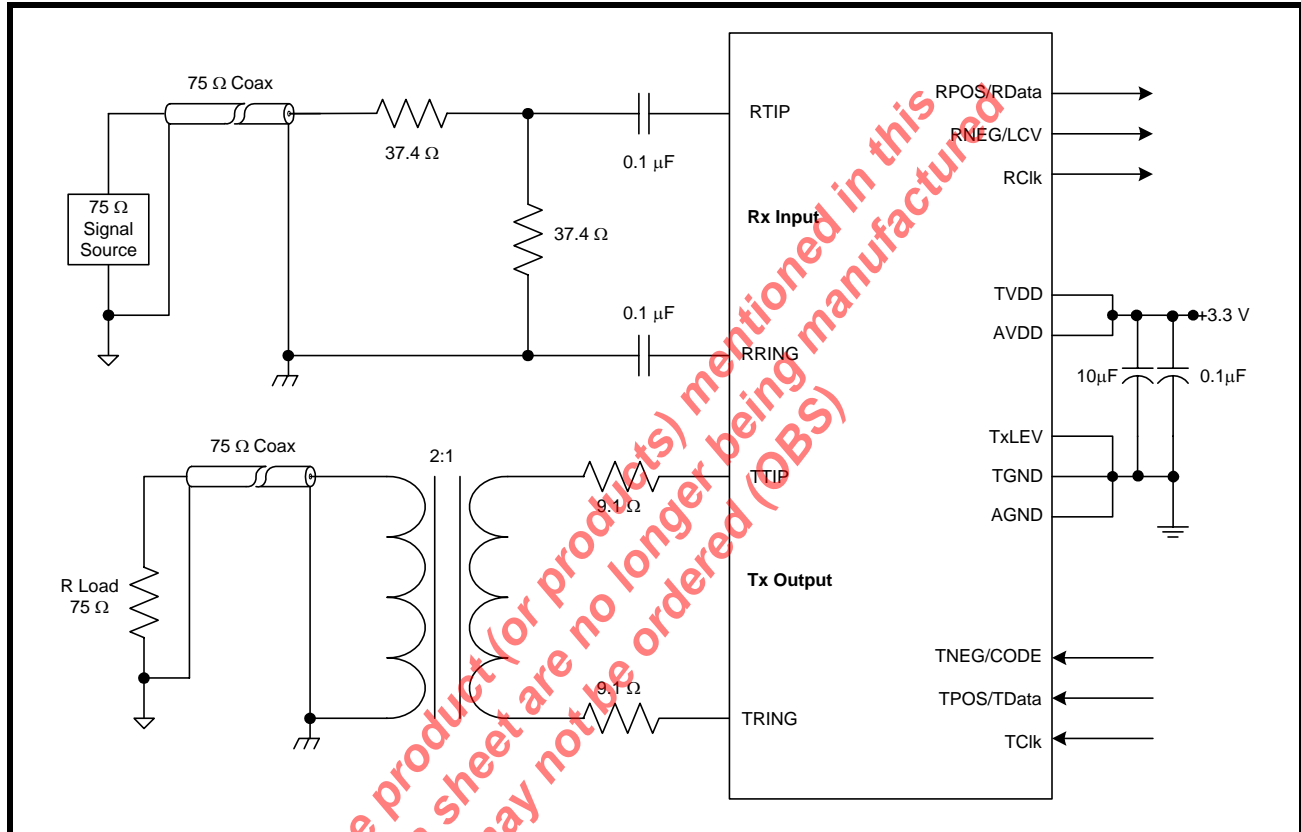 75 Ω Coax
37.4 Ω
0.1 μF
RTIP
RPOS/RData
RNEG/LCV
RClk
75 Ω
Signal
Source
37.4 Ω
Rx Input
0.1 μF
RRING
TVDD
AVDD
+3.3 V
10μF
0.1μF
75 Ω Coax
2:1
9.1 Ω
TTIP
TxLEV
TGND
AGND
R Load
75 Ω
Tx Output
9.1 Ω
TRING
TNEG/CODE
TPOS/TData
TClk
e product (or products) mentioned in this
sheet are no longer being manufactured
ay not be ordered (OBS)